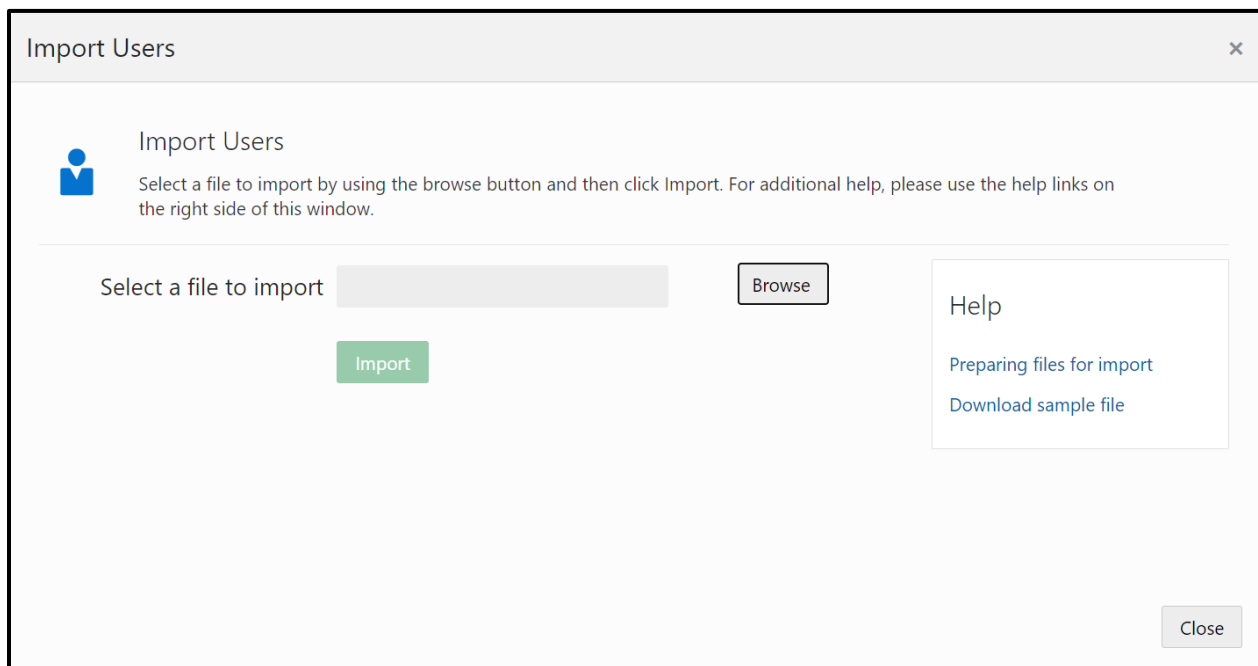 Import Users
×
Import Users
Select a file to import by using the browse button and then click Import. For additional help, please use the help links on
the right side of this window.
Select a file to import
Browse
Import
Help
Preparing files for import
Download sample file
Close